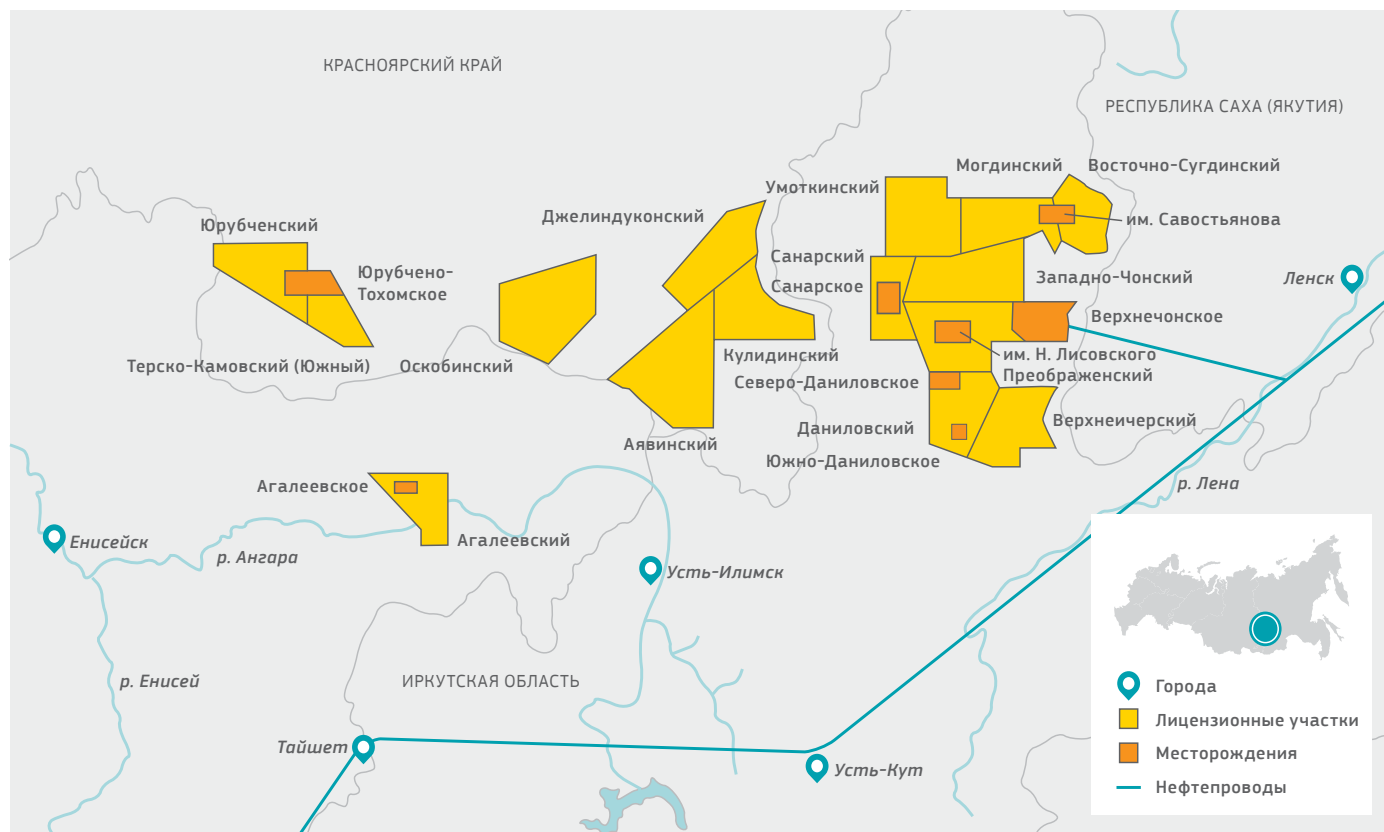 КРАСНОЯРСКИЙ КРАЙ
РЕСПУБЛИКА САХА (ЯКУТИЯ)
Могдинский
Восточно-Сугдинский
Умоткинский
Джелиндуконский
им. Савостьянова
Юрубченский
Санарский
Юрубчено-
Тохомское
Санарское
Западно-Чонский
Ленск
Верхнечонское
Терско-Камовский (Южный)
Оскобинский
Кулидинский
им. Н. Лисовского
Преображенский
Северо-Даниловское
Верхнеичерский
Даниловский
Аявинский
Южно-Даниловское
р. Лена
Агалеевское
Агалеевский
Енисейск
р. Ангара
Усть-Илимск
р. Енисей
ИРКУТСКАЯ ОБЛАСТЬ
Тайшет
Усть-Кут
Города
Лицензионные участки
Месторождения
Нефтепроводы